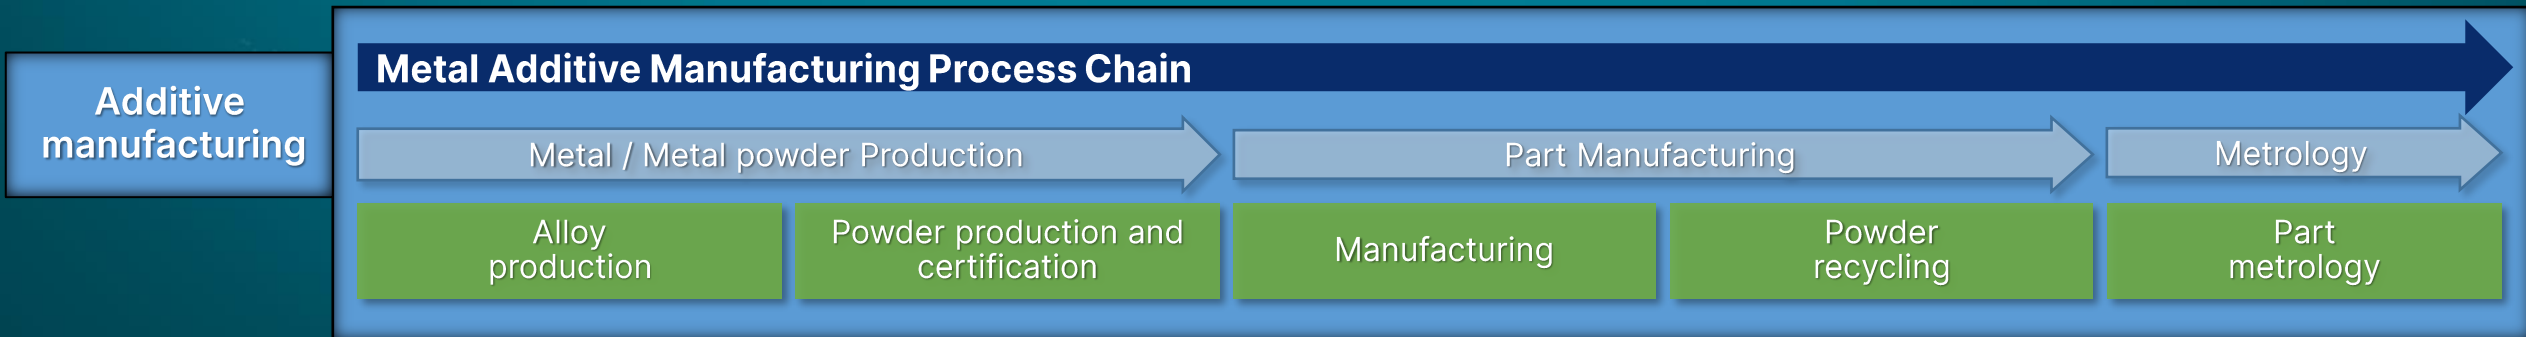 Additive
manufacturing
Metal Additive Manufacturing Process Chain
Metal / Metal powder Production
Part Manufacturing
Metrology
Alloy
production
Powder production and
certification
Manufacturing
Powder
recycling
Part
metrology